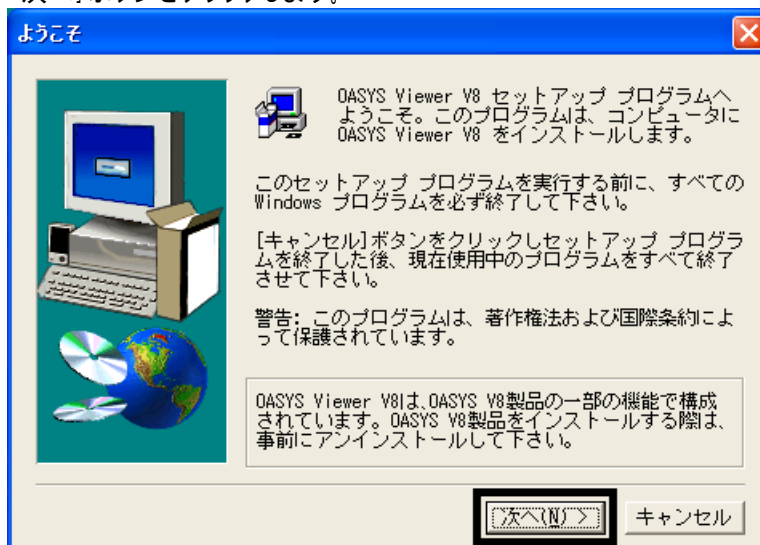 ようこそ
OASYS Viewer V8 セットアップ プログラムへ
ようこそ。このプログラムは、コンピュータに
OASYS Viewer V8 をインストールします。
このセットアップ プログラムを実行する前に、すべての
Windows プログラムを必ず終了して下さい。
[キャンセル]ボタンをクリックしセットアップ プログラ
ムを終了した後、現在使用中のプログラムをすべて終了
させて下さい。
警告: このプログラムは、著作権法および国際条約によ
って保護されています。
OASYS Viewer V8は、OASYS V8製品の一部の機能で構成
されています。OASYS V8製品をインストールする際は、
事前にアンインストールして下さい。
次へ(N) >
キャンセル